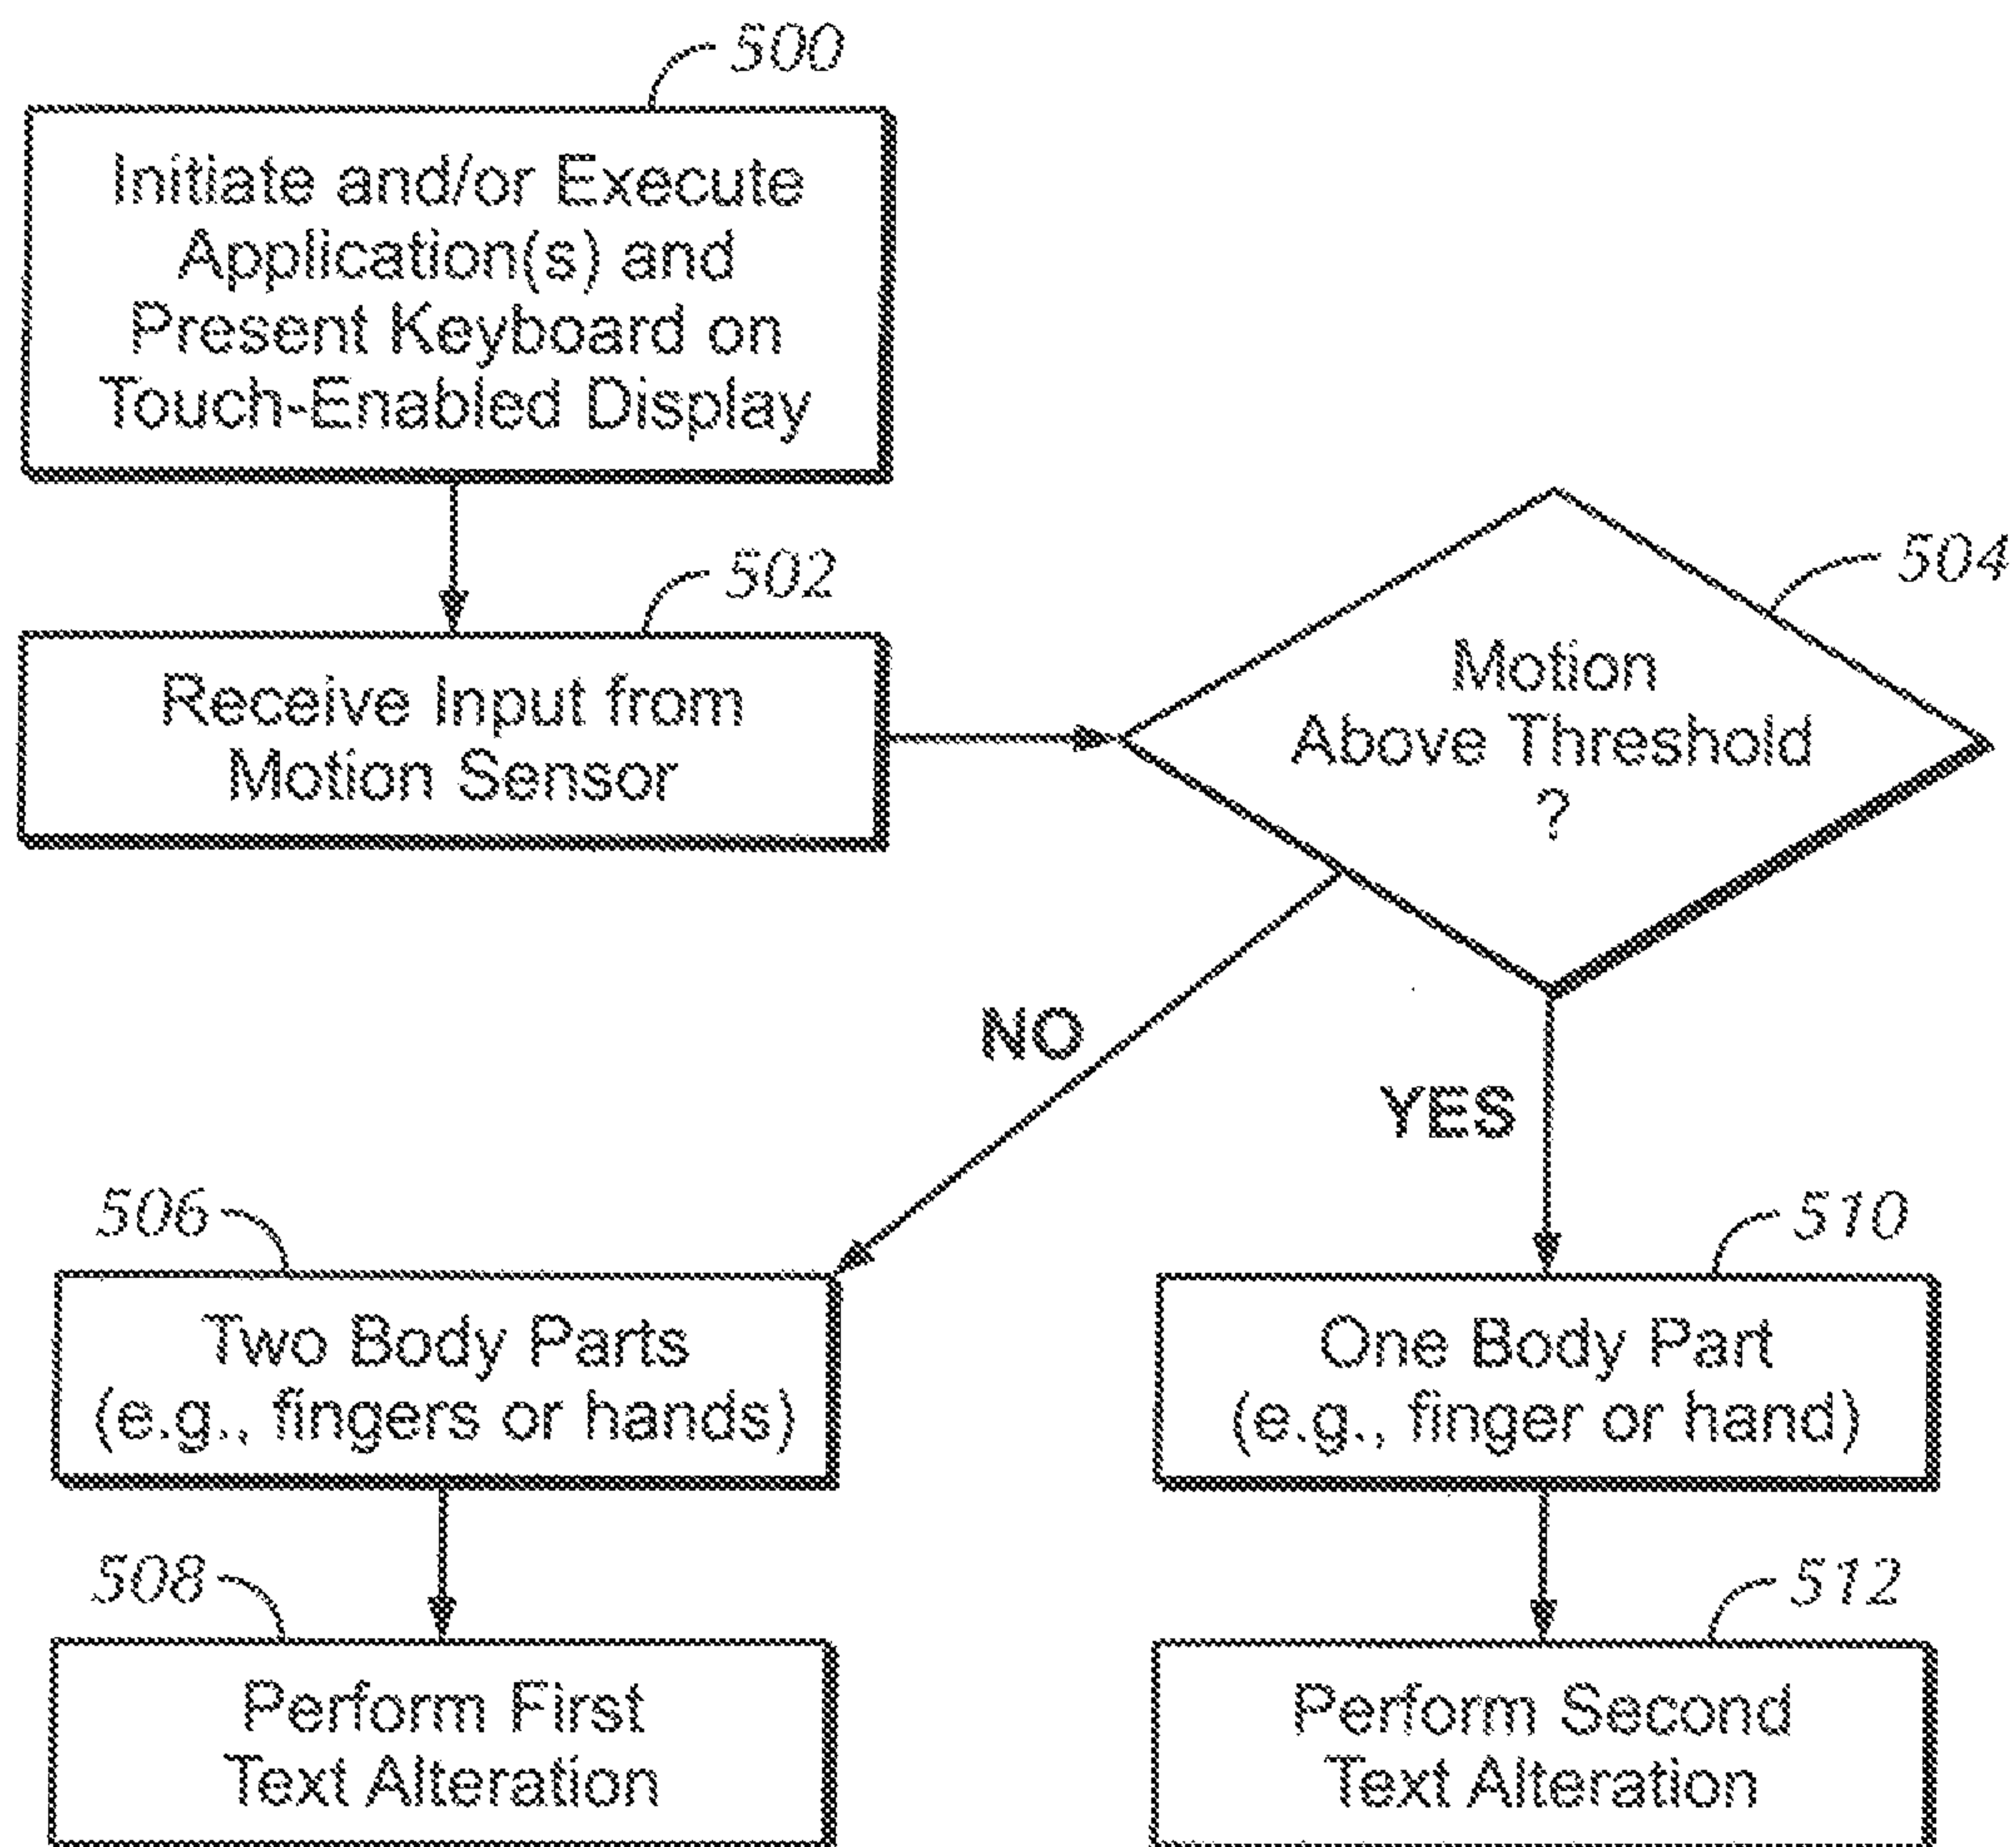 500
Initiate and/or Execute
Application(s) and
Present Keyboard on
Touch-Enabled Display
502
Receive Input from
Motion Sensor
504
Motion
Above Threshold
?
NO
YES
506
Two Body Parts
(e.g., fingers or hands)
510
One Body Part
(e.g., finger or hand)
508
Perform First
Text Alteration
512
Perform Second
Text Alteration